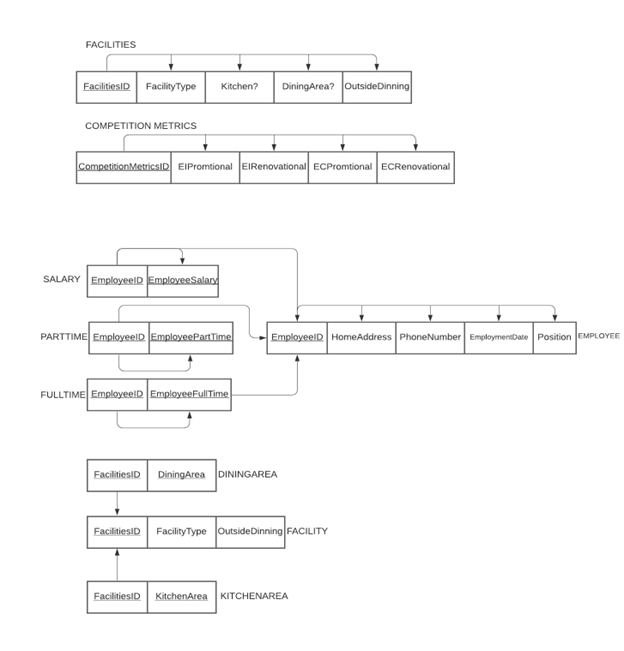 FACILITIES
FacilitiesID FacilityType Kitchen? DiningArea? OutsideDinning
COMPETITION METRICS
CompetitionMetricsID EIPromtional EIRenovational ECPromtional ECRenovational
SALARY EmployeeID EmployeeSalary
PARTTIME EmployeeID EmployeePartTime
EmployeeID HomeAddress PhoneNumber EmploymentDate Position EMPLOYEE
FULLTIME EmployeeID EmployeeFullTime
FacilitiesID DiningArea DININGAREA
FacilitiesID FacilityType OutsideDinning FACILITY
FacilitiesID KitchenArea KITCHENAREA